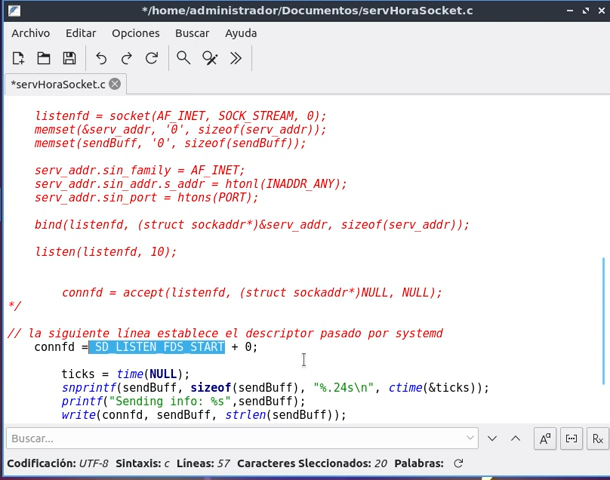 */home/administrador/Documentos/servHoraSocket.c
Archivo Editar Opciones Buscar Ayuda
*servHoraSocket.c
listenfd = socket(AF_INET, SOCK_STREAM, 0);
memset(&serv_addr, '0', sizeof(serv_addr));
memset(sendBuff, '0', sizeof(sendBuff));
serv_addr.sin_family = AF_INET;
serv_addr.sin_addr.s_addr = htonl(INADDR_ANY);
serv_addr.sin_port = htons(PORT);
bind(listenfd, (struct sockaddr*)&serv_addr, sizeof(serv_addr));
listen(listenfd, 10);
connfd = accept(listenfd, (struct sockaddr*)NULL, NULL);
*/
// la siguiente línea establece el descriptor pasado por systemd
connfd = SD_LISTEN_FDS_START + 0;
ticks = time(NULL);
snprintf(sendBuff, sizeof(sendBuff), "%.24s\n", ctime(&ticks));
printf("Sending info: %s",sendBuff);
write(connfd, sendBuff, strlen(sendBuff));
Buscar...
Codificación: UTF-8 Sintaxis: c Líneas: 57 Caracteres Sleccionados: 20 Palabras: